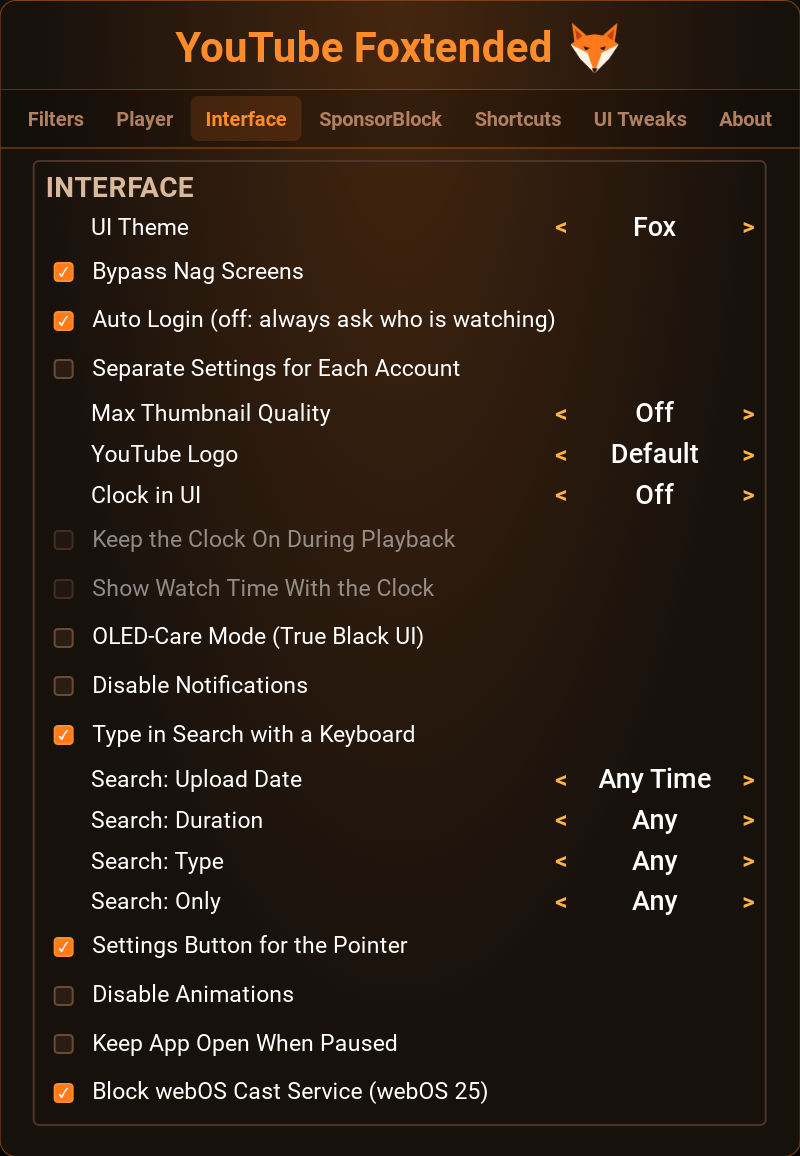 YouTube Foxtended
Filters Player Interface SponsorBlock Shortcuts UI Tweaks About
INTERFACE
UI Theme < Fox >
Bypass Nag Screens
Auto Login (off: always ask who is watching)
Separate Settings for Each Account
Max Thumbnail Quality < Off >
YouTube Logo < Default >
Clock in UI < Off >
Keep the Clock On During Playback
Show Watch Time With the Clock
OLED-Care Mode (True Black UI)
Disable Notifications
Type in Search with a Keyboard
Search: Upload Date < Any Time >
Search: Duration < Any >
Search: Type < Any >
Search: Only < Any >
Settings Button for the Pointer
Disable Animations
Keep App Open When Paused
Block webOS Cast Service (webOS 25)